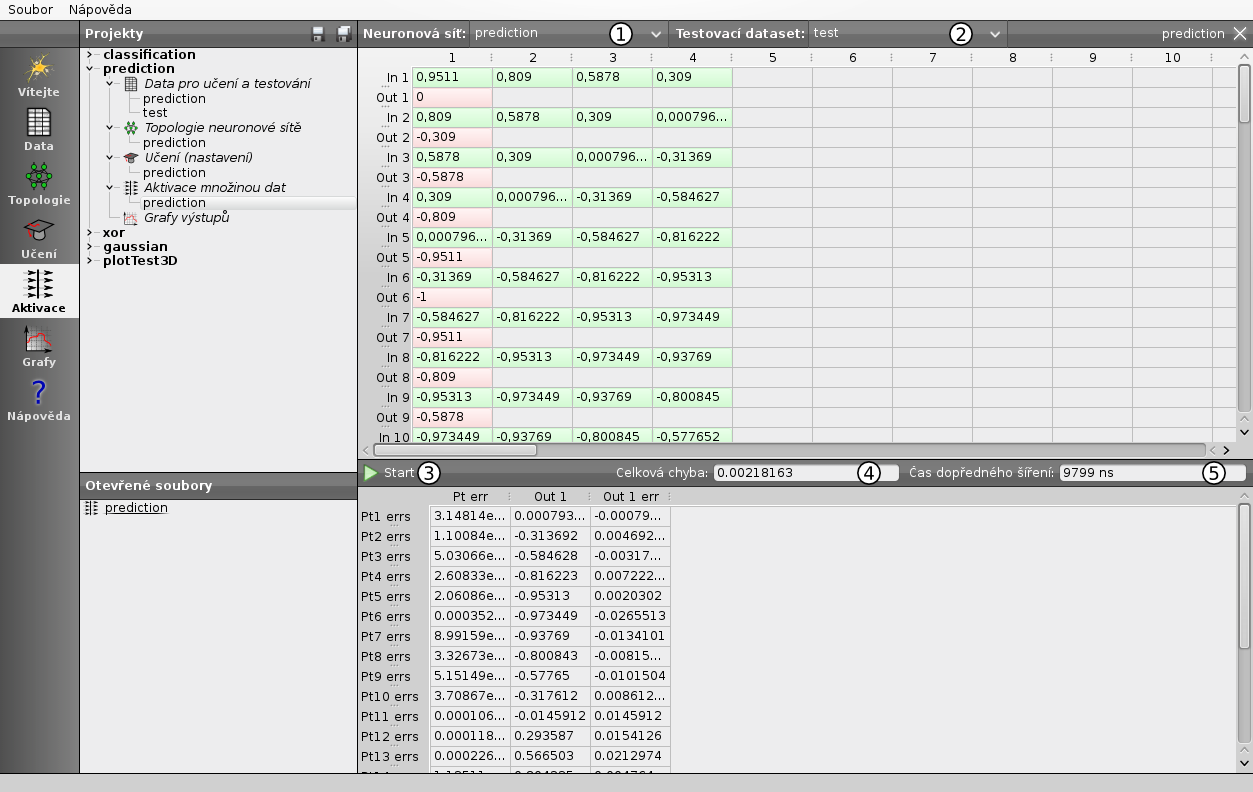 Soubor Nápověda
Vítejte
Data
Topologie
Učení
Aktivace
Grafy
?
Nápověda
Projekty
classification
prediction
Data pro učení a testování
prediction
test
Topologie neuronové sítě
prediction
Učení (nastavení)
prediction
Aktivace množinou dat
prediction
Grafy výstupů
xor
gaussian
plotTest3D
Otevřené soubory
prediction
Neuronová síť: prediction 1 Testovací dataset: test 2 prediction
1 2 3 4 5 6 7 8 9 10
In 1 0,9511 0,809 0,5878 0,309
Out 1 0
In 2 0,809 0,5878 0,309 0,000796...
Out 2 -0,309
In 3 0,5878 0,309 0,000796... -0,31369
Out 3 -0,5878
In 4 0,309 0,000796... -0,31369 -0,584627
Out 4 -0,809
In 5 0,000796... -0,31369 -0,584627 -0,816222
Out 5 -0,9511
In 6 -0,31369 -0,584627 -0,816222 -0,95313
Out 6 -1
In 7 -0,584627 -0,816222 -0,95313 -0,973449
Out 7 -0,9511
In 8 -0,816222 -0,95313 -0,973449 -0,93769
Out 8 -0,809
In 9 -0,95313 -0,973449 -0,93769 -0,800845
Out 9 -0,5878
In 10 -0,973449 -0,93769 -0,800845 -0,577652
Start 3 Celková chyba: 0.00218163 4 Čas dopředného šíření: 9799 ns 5
Pt err Out 1 Out 1 err
Pt1 errs 3.14814e... 0.000793... -0.00079...
Pt2 errs 1.10084e... -0.313692 0.004692...
Pt3 errs 5.03066e... -0.584628 -0.00317...
Pt4 errs 2.60833e... -0.816223 0.007222...
Pt5 errs 2.06086e... -0.95313 0.0020302
Pt6 errs 0.000352... -0.973449 -0.0265513
Pt7 errs 8.99159e... -0.93769 -0.0134101
Pt8 errs 3.32673e... -0.800843 -0.00815...
Pt9 errs 5.15149e... -0.57765 -0.0101504
Pt10 errs 3.70867e... -0.317612 0.008612...
Pt11 errs 0.000106... -0.0145912 0.0145912
Pt12 errs 0.000118... 0.293587 0.0154126
Pt13 errs 0.000226... 0.566503 0.0212974